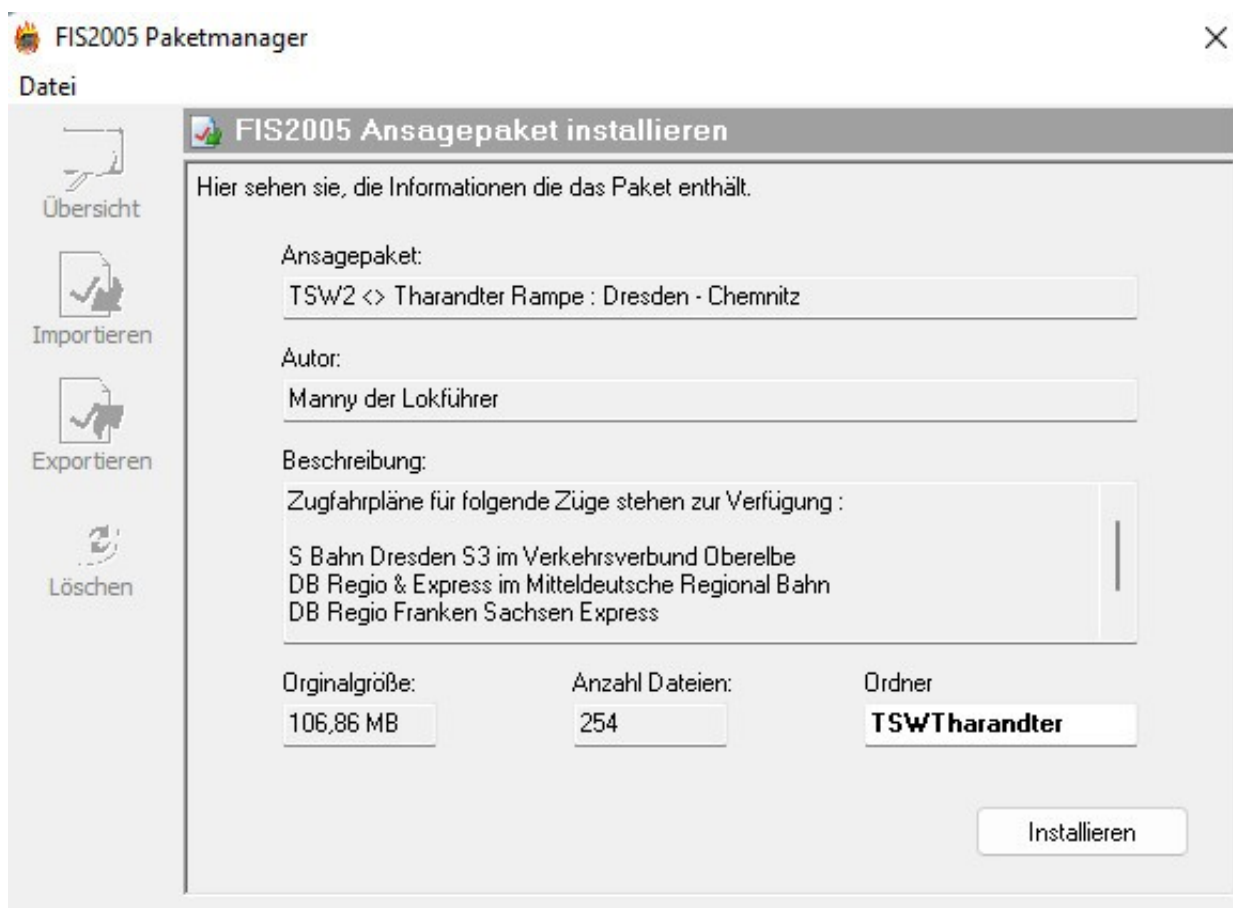 FIS2005 Paketmanager
Datei
FIS2005 Ansagepaket installieren
Übersicht
Importieren
Exportieren
Löschen
Hier sehen sie, die Informationen die das Paket enthält.
Ansagepaket:
TSW2 <> Tharandter Rampe : Dresden - Chemnitz
Autor:
Manny der Lokführer
Beschreibung:
Zugfahrpläne für folgende Züge stehen zur Verfügung :
S Bahn Dresden S3 im Verkehrsverbund Oberelbe
DB Regio & Express im Mitteldeutsche Regional Bahn
DB Regio Franken Sachsen Express
Orginalgröße: Anzahl Dateien: Ordner
106,86 MB 254 TSWTharandter
Installieren